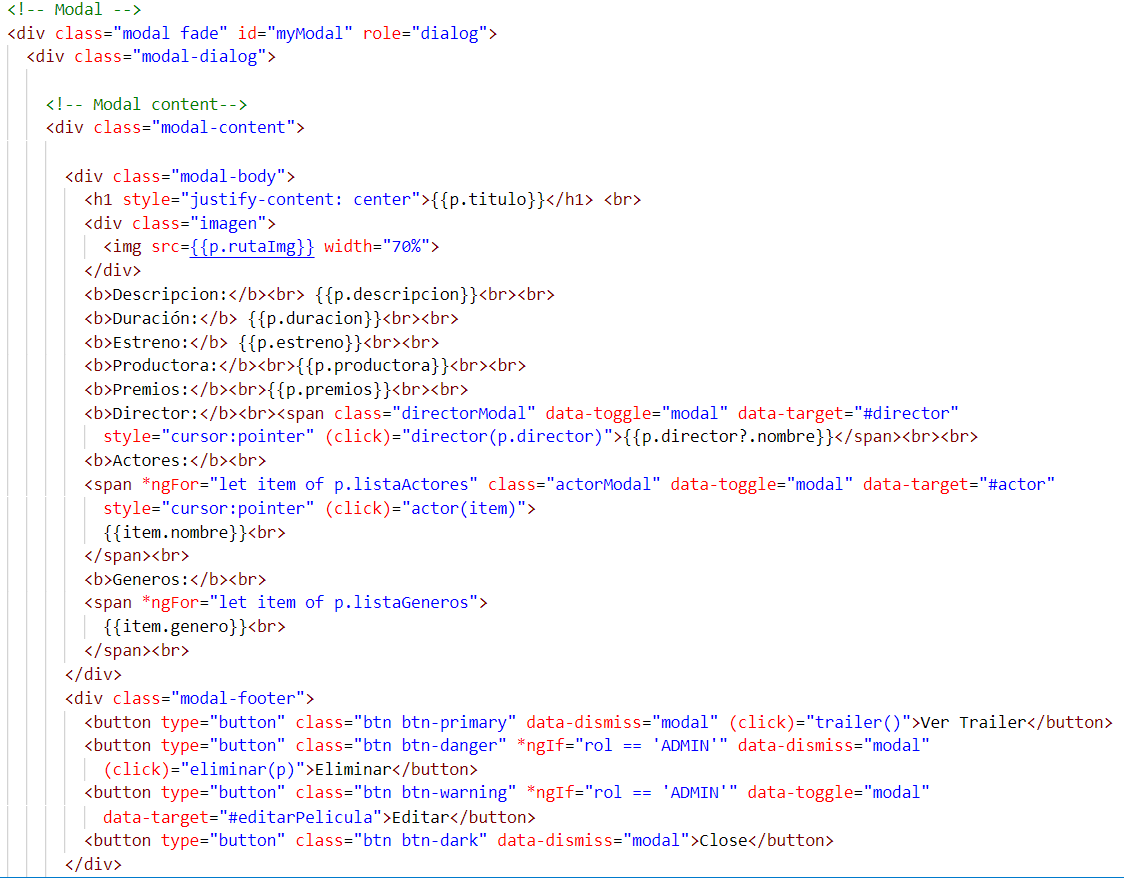 <!-- Modal -->
<div class="modal fade" id="myModal" role="dialog">
<div class="modal-dialog">
<!-- Modal content-->
<div class="modal-content">
<div class="modal-body">
<h1 style="justify-content: center">{{p.titulo}}</h1> <br>
<div class="imagen">
<img src={{p.rutaImg}} width="70%">
</div>
<b>Descripcion:</b><br> {{p.descripcion}}<br><br>
<b>Duración:</b> {{p.duracion}}<br><br>
<b>Estreno:</b> {{p.estreno}}<br><br>
<b>Productora:</b><br>{{p.productora}}<br><br>
<b>Premios:</b><br>{{p.premios}}<br><br>
<b>Director:</b><br><span class="directorModal" data-toggle="modal" data-target="#director"
style="cursor:pointer" (click)="director(p.director)">{{p.director?.nombre}}</span><br><br>
<b>Actores:</b><br>
<span *ngFor="let item of p.listaActores" class="actorModal" data-toggle="modal" data-target="#actor"
style="cursor:pointer" (click)="actor(item)">
{{item.nombre}}<br>
</span><br>
<b>Generos:</b><br>
<span *ngFor="let item of p.listaGeneros">
{{item.genero}}<br>
</span><br>
</div>
<div class="modal-footer">
<button type="button" class="btn btn-primary" data-dismiss="modal" (click)="trailer()">Ver Trailer</button>
<button type="button" class="btn btn-danger" *ngIf="rol == 'ADMIN'" data-dismiss="modal"
(click)="eliminar(p)">Eliminar</button>
<button type="button" class="btn btn-warning" *ngIf="rol == 'ADMIN'" data-toggle="modal"
data-target="#editarPelicula">Editar</button>
<button type="button" class="btn btn-dark" data-dismiss="modal">Close</button>
</div>